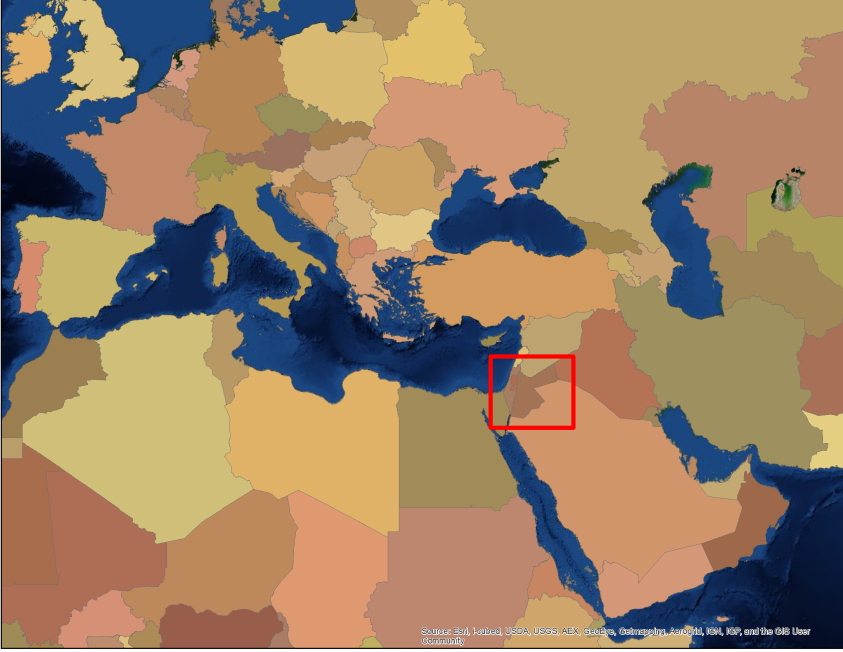 Source: Esri, i-cubed, USDA, USGS, AEX, GeoEye, Getmapping, Aerogrid, IGN, IGP, and the GIS User
Community